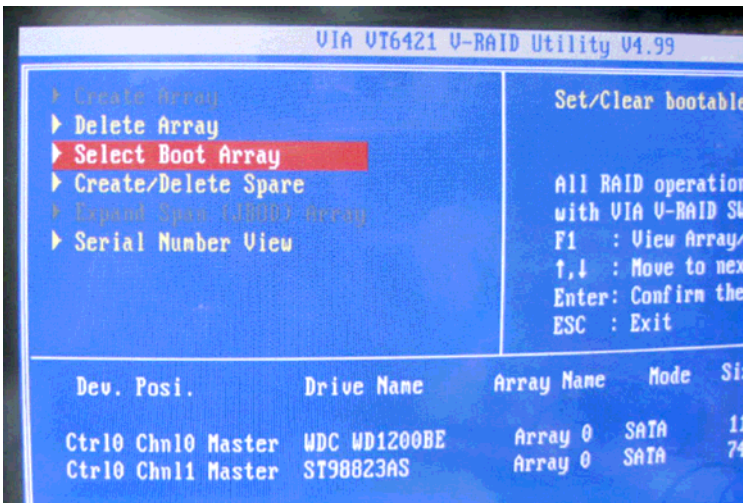 VIA VT6421 V-RAID Utility V4.99
Create Array
Delete Array
Select Boot Array
Create/Delete Spare
Expand Span (JBOD) Array
Serial Number View
Set/Clear bootable
All RAID operation
with VIA V-RAID SW
F1 : View Array/
↑,↓ : Move to nex
Enter: Confirm the
ESC : Exit
Dev. Posi. Drive Name Array Name Mode Si
Ctrl0 Chnl0 Master WDC WD1200BE Array 0 SATA 11
Ctrl0 Chnl1 Master ST98823AS Array 0 SATA 74